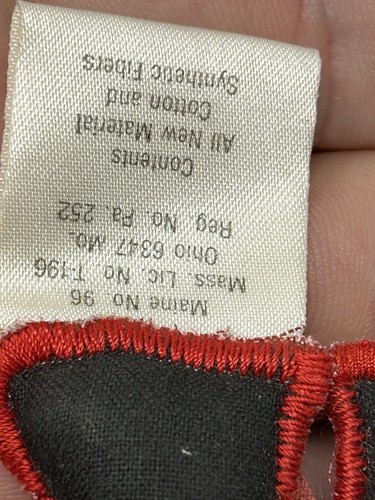 Maine No. 96
Mass. Lic. No T-196
Ohio 6347 Mo.
Reg. No. Pa. 252
Contents
All New Material
Cotton and
Synthetic Fibers